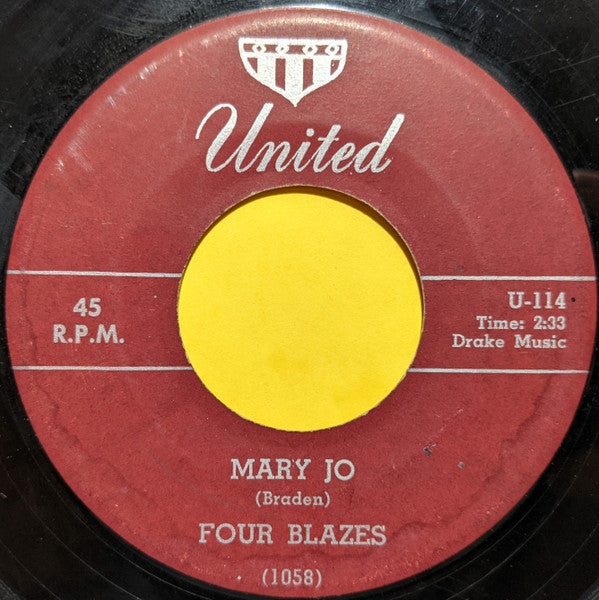 United
45
R.P.M.
U-114
Time: 2:33
Drake Music
MARY JO
(Braden)
FOUR BLAZES
(1058)